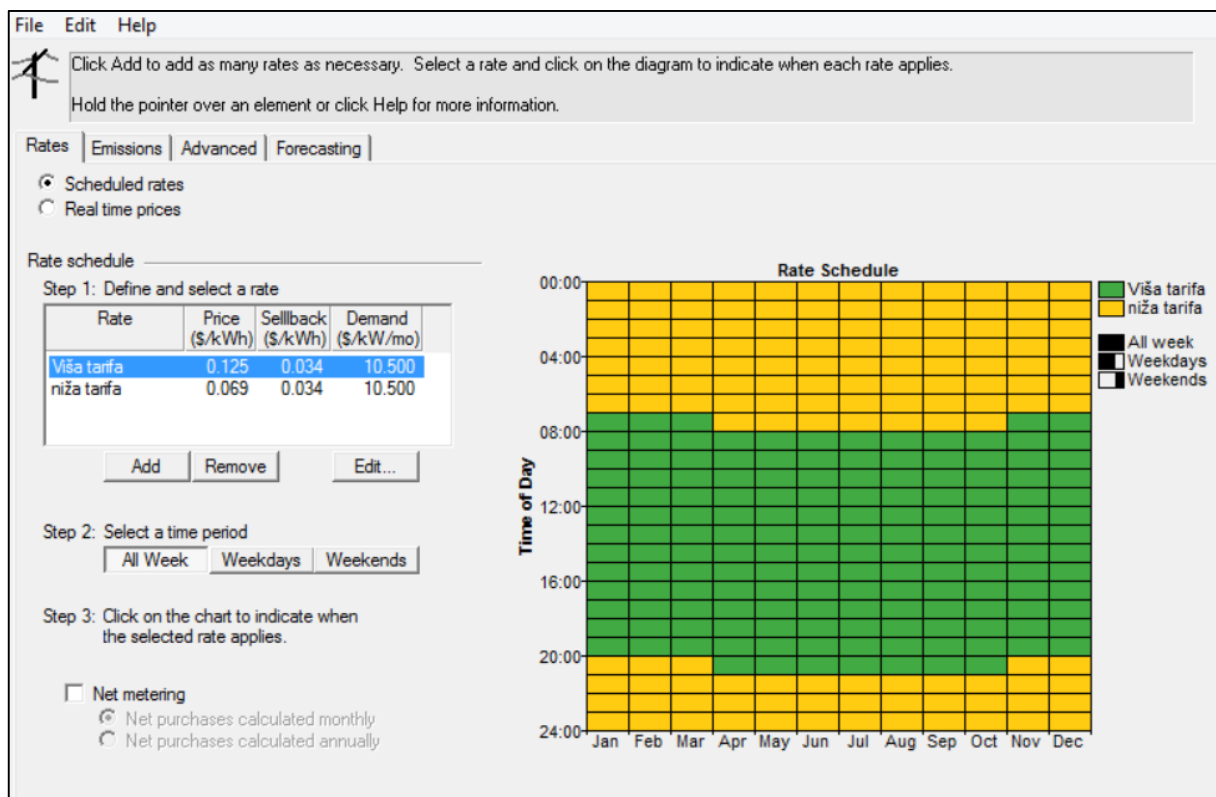 File Edit Help
Click Add to add as many rates as necessary. Select a rate and click on the diagram to indicate when each rate applies.
Hold the pointer over an element or click Help for more information.
Rates Emissions Advanced Forecasting
Scheduled rates
Real time prices
Rate schedule
Step 1: Define and select a rate
Rate Price Selllback Demand
($/kWh) ($/kWh) ($/kW/mo)
Viša tarifa 0.125 0.034 10.500
niža tarifa 0.069 0.034 10.500
Add Remove Edit...
Step 2: Select a time period
All Week Weekdays Weekends
Step 3: Click on the chart to indicate when
the selected rate applies.
Net metering
Net purchases calculated monthly
Net purchases calculated annually
Rate Schedule
Time of Day
00:00
04:00
08:00
12:00
16:00
20:00
24:00
Jan Feb Mar Apr May Jun Jul Aug Sep Oct Nov Dec
Viša tarifa
niža tarifa
All week
Weekdays
Weekends